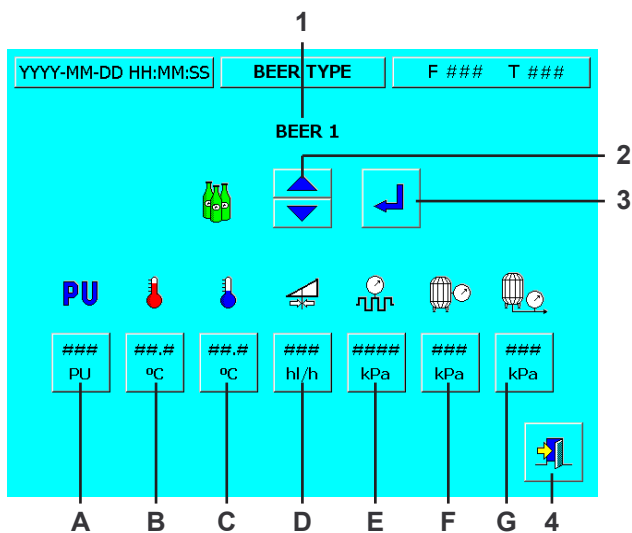 1
YYYY-MM-DD HH:MM:SS BEER TYPE F ### T ###
BEER 1
2
3
PU
### ##.# ##.# ### #### ### ###
PU ºC ºC hl/h kPa kPa kPa
A B C D E F G 4